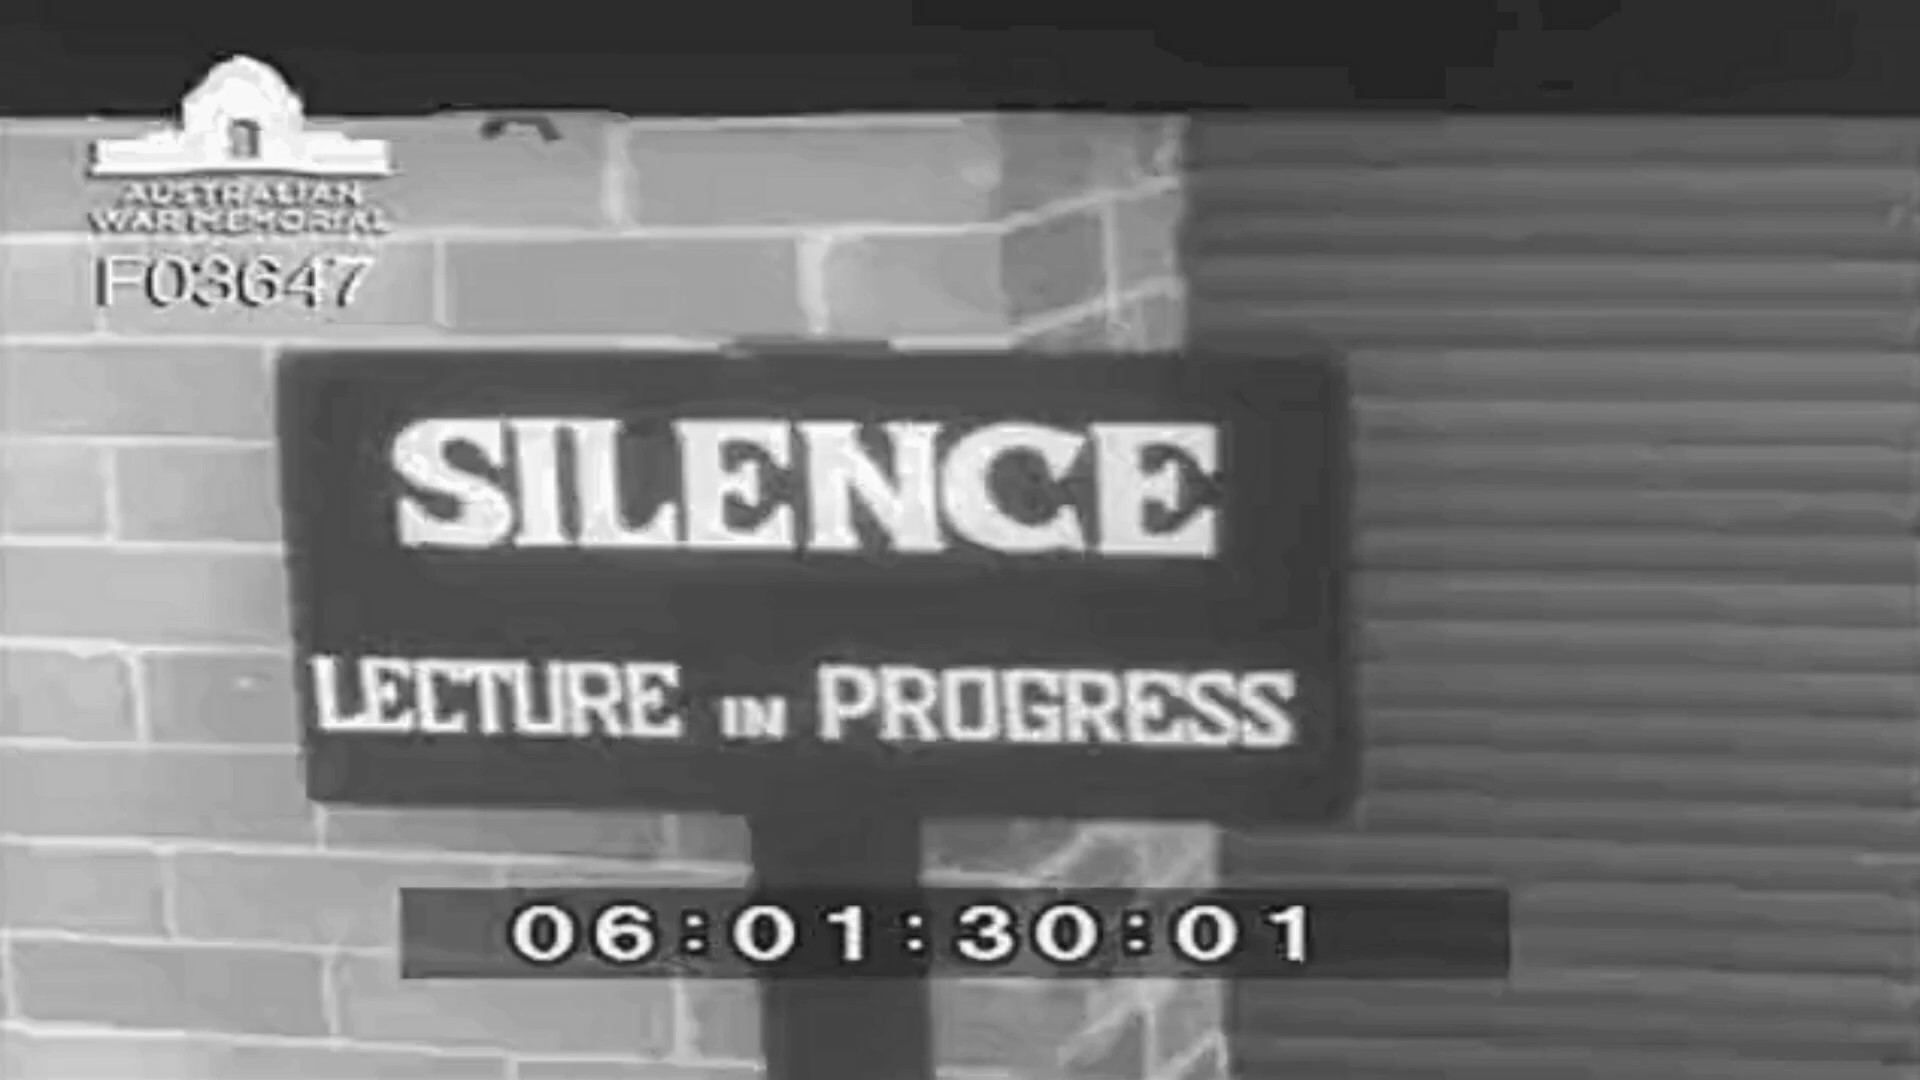 AUSTRALIAN
WAR MEMORIAL
F03647
SILENCE
LECTURE IN PROGRESS
06:01:30:01